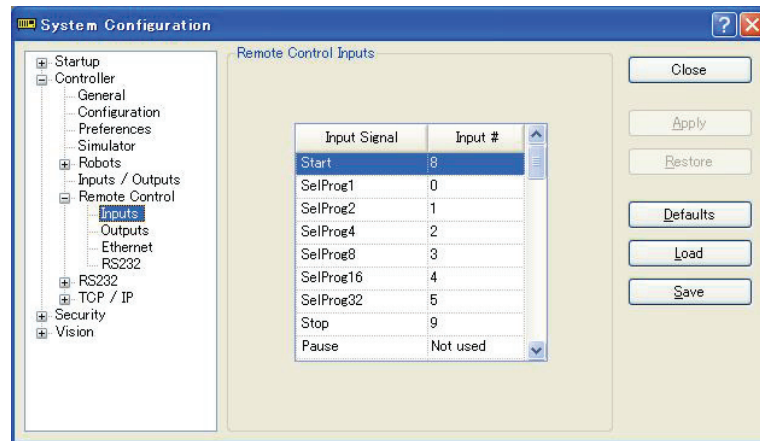 System Configuration
?
Startup
Controller
General
Configuration
Preferences
Simulator
Robots
Inputs / Outputs
Remote Control
Inputs
Outputs
Ethernet
RS232
RS232
TCP / IP
Security
Vision
Remote Control Inputs
Input Signal Input #
Start 8
SelProg1 0
SelProg2 1
SelProg4 2
SelProg8 3
SelProg16 4
SelProg32 5
Stop 9
Pause Not used
Close
Apply
Restore
Defaults
Load
Save